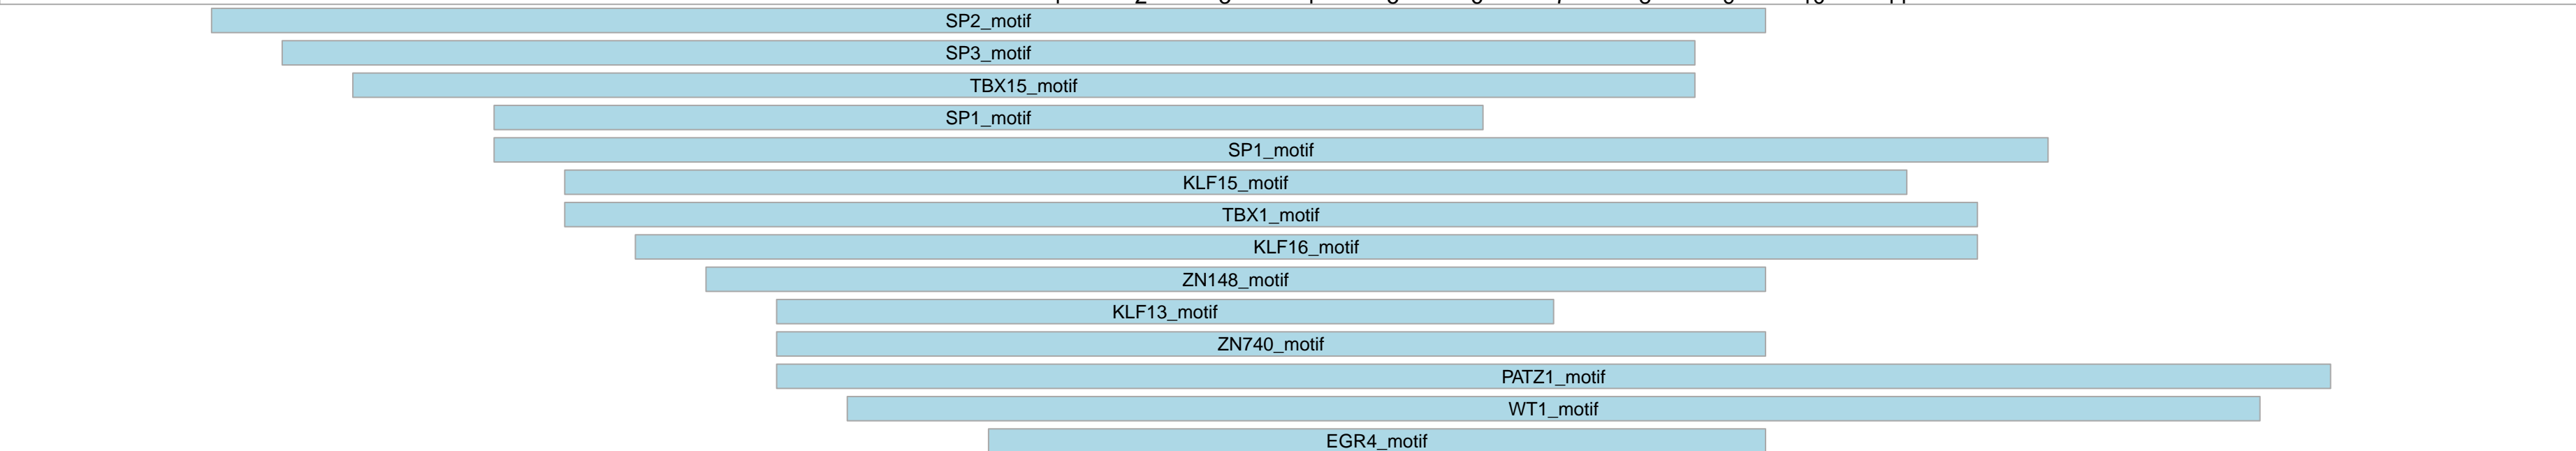 SP2_motif
SP3_motif
TBX15_motif
SP1_motif
SP1_motif
KLF15_motif
TBX1_motif
KLF16_motif
ZN148_motif
KLF13_motif
ZN740_motif
PATZ1_motif
WT1_motif
EGR4_motif